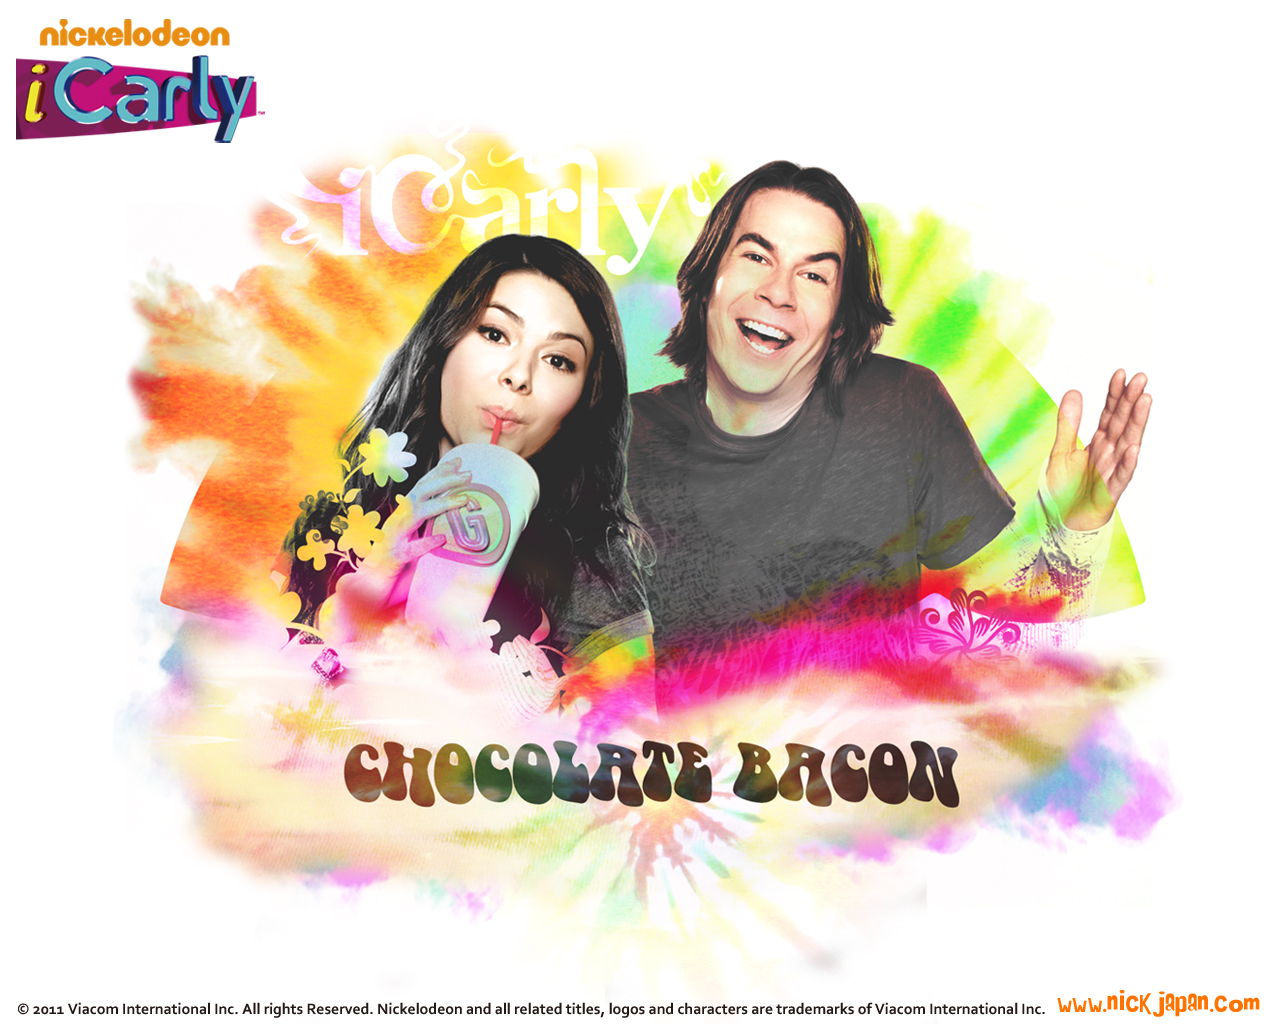 nickelodeon
iCarly™
iCarly
G
CHOCOLATE BACON
© 2011 Viacom International Inc. All rights Reserved. Nickelodeon and all related titles, logos and characters are trademarks of Viacom International Inc.
www.nickjapan.com